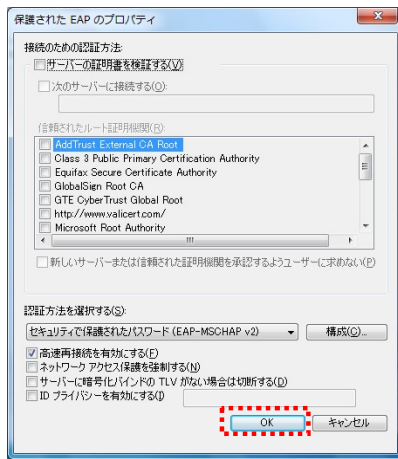 保護された EAP のプロパティ
接続のための認証方法:
サーバーの証明書を検証する(V)
次のサーバーに接続する(O):
信頼されたルート証明機関(R):
AddTrust External CA Root
Class 3 Public Primary Certification Authority
Equifax Secure Certificate Authority
GlobalSign Root CA
GTE CyberTrust Global Root
http://www.valicert.com/
Microsoft Root Authority
新しいサーバーまたは信頼された証明機関を承認するようユーザーに求めない(P)
認証方法を選択する(S):
セキュリティで保護されたパスワード (EAP-MSCHAP v2) 構成(C)...
高速再接続を有効にする(F)
ネットワーク アクセス保護を強制する(N)
サーバーに暗号化バインドの TLV がない場合は切断する(D)
ID プライバシーを有効にする(I)
OK キャンセル